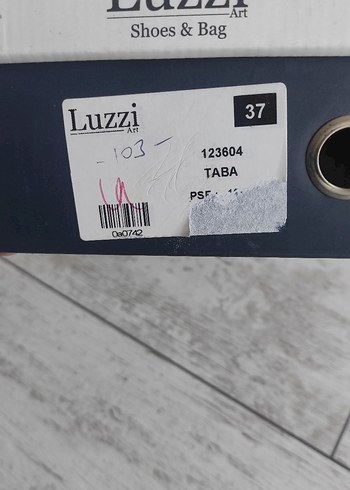 Luzzi
Art
Shoes & Bag
Luzzi
Art
37
-103-
123604
TABA
0a0742